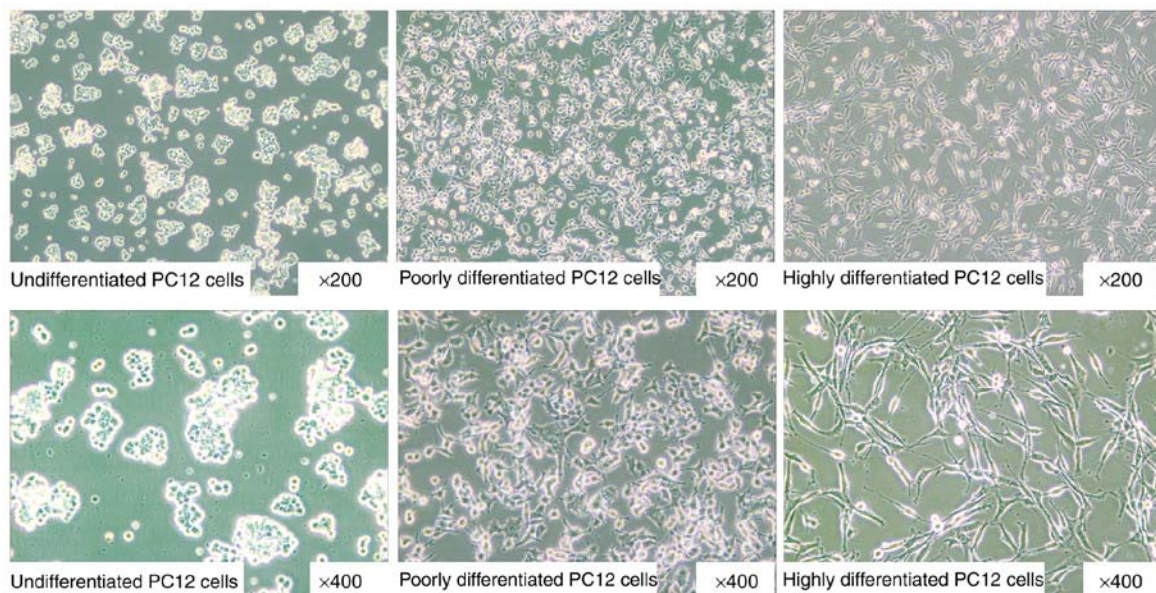 Undifferentiated PC12 cells ×200
Poorly differentiated PC12 cells ×200
Highly differentiated PC12 cells ×200
Undifferentiated PC12 cells ×400
Poorly differentiated PC12 cells ×400
Highly differentiated PC12 cells ×400